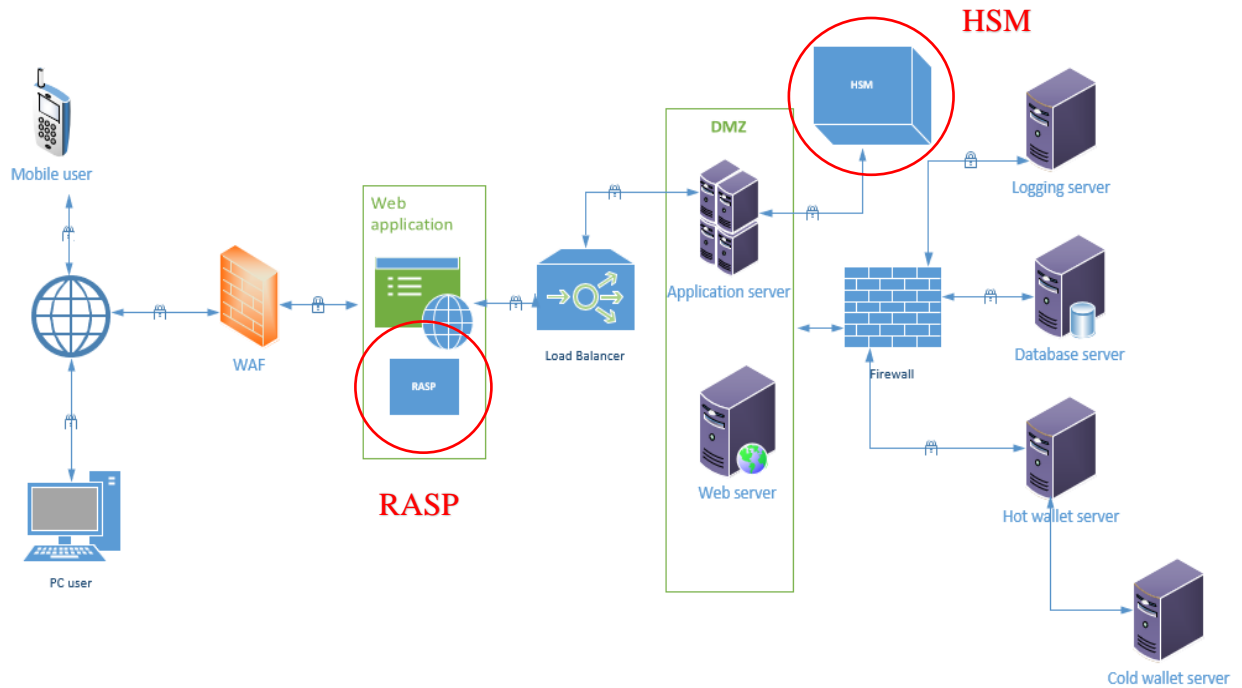 HSM
HSM
DMZ
Mobile user
Logging server
Web
application
Application server
WAF
Load Balancer
Database server
RASP
Firewall
Web server
RASP
Hot wallet server
PC user
Cold wallet server